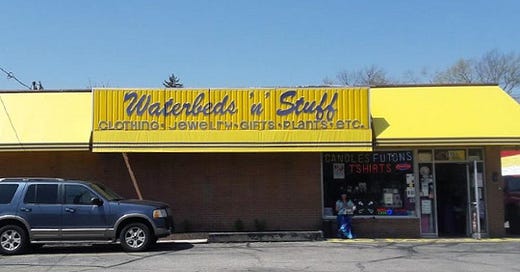 Waterbeds 'n' Stuff
CLOTHING · JEWELRY · GIFTS · PLANTS · ETC.
CANDLES FUTONS
TSHIRTS